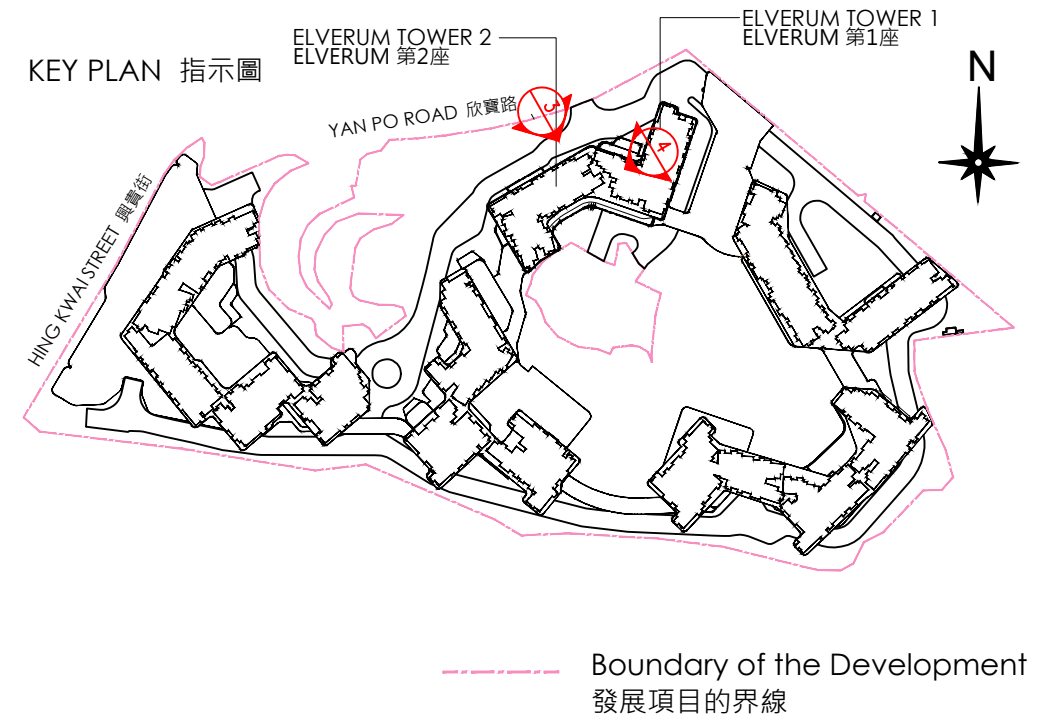 ELVERUM TOWER 1
ELVERUM 第1座
ELVERUM TOWER 2
ELVERUM 第2座
KEY PLAN 指示圖
N
YAN PO ROAD 欣寶路
3
4
HING KWAI STREET 興貴街
Boundary of the Development
發展項目的界線